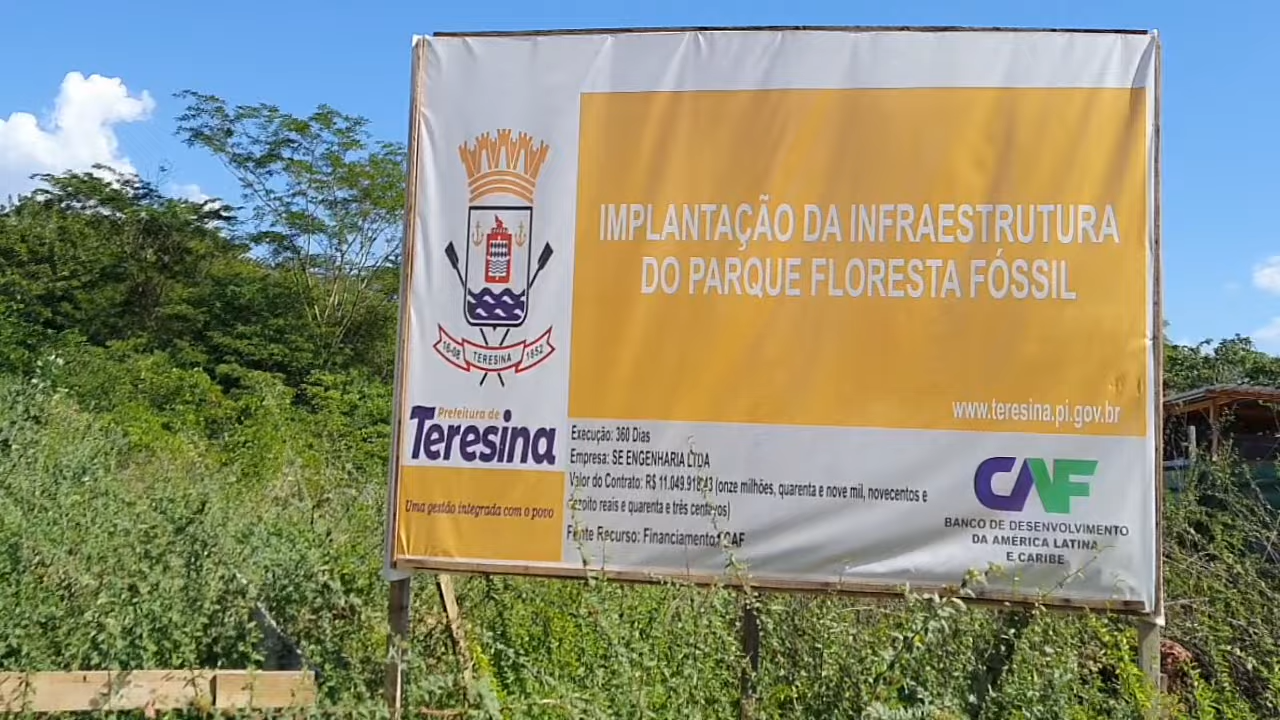 IMPLANTAÇÃO DA INFRAESTRUTURA
DO PARQUE FLORESTA FÓSSIL
www.teresina.pi.gov.br
16-08 TERESINA 1852
Prefeitura de
Teresina
Uma gestão integrada com o povo
Execução: 360 Dias
Empresa: SE ENGENHARIA LTDA
Valor do Contrato: R$ 11.049.918,43 (onze milhões, quarenta e nove mil, novecentos e
dezoito reais e quarenta e três centavos)
Fonte Recurso: Financiamento CAF
CAF
BANCO DE DESENVOLVIMENTO
DA AMÉRICA LATINA
E CARIBE